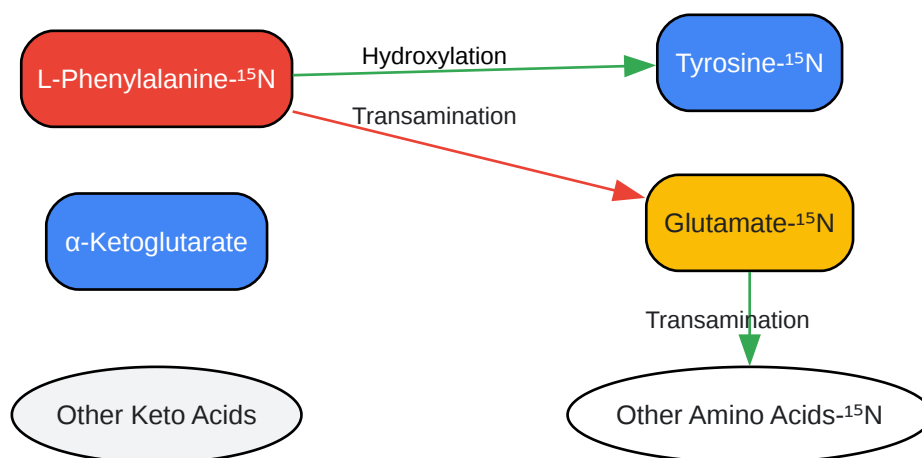 L-Phenylalanine-¹⁵N
Hydroxylation
Tyrosine-¹⁵N
Transamination
α-Ketoglutarate
Glutamate-¹⁵N
Transamination
Other Keto Acids
Other Amino Acids-¹⁵N